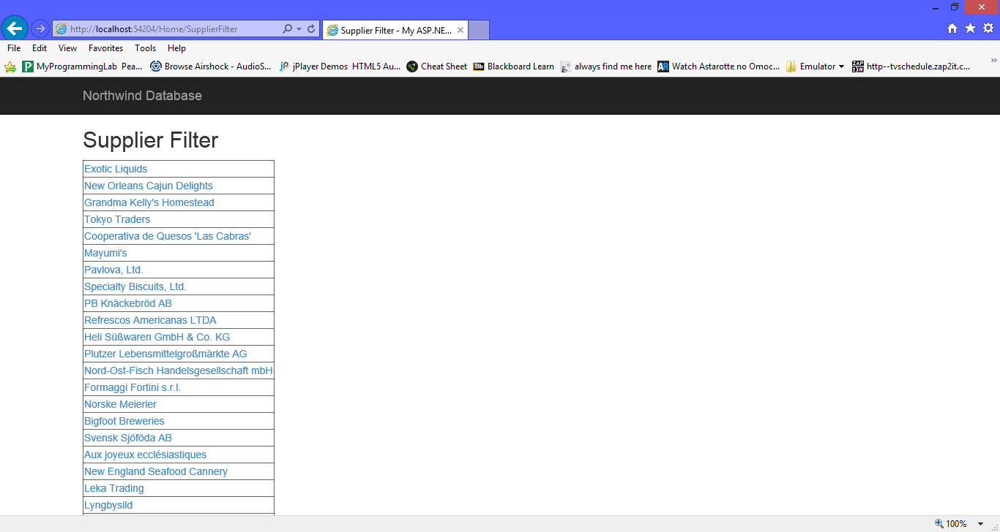 http://localhost:54204/Home/SupplierFilter
Supplier Filter - My ASP.NE...
File Edit View Favorites Tools Help
MyProgrammingLab Pea... Browse Airshock - AudioS... jP jPlayer Demos HTML5 Au... Cheat Sheet Bb Blackboard Learn always find me here AR Watch Astarotte no Omoc... Emulator http--tvschedule.zap2it.c...
Northwind Database
Supplier Filter
Exotic Liquids
New Orleans Cajun Delights
Grandma Kelly's Homestead
Tokyo Traders
Cooperativa de Quesos 'Las Cabras'
Mayumi's
Pavlova, Ltd.
Specialty Biscuits, Ltd.
PB Knäckebröd AB
Refrescos Americanas LTDA
Heli Süßwaren GmbH & Co. KG
Plutzer Lebensmittelgroßmärkte AG
Nord-Ost-Fisch Handelsgesellschaft mbH
Formaggi Fortini s.r.l.
Norske Meierier
Bigfoot Breweries
Svensk Sjöföda AB
Aux joyeux ecclésiastiques
New England Seafood Cannery
Leka Trading
Lyngbysild
100%